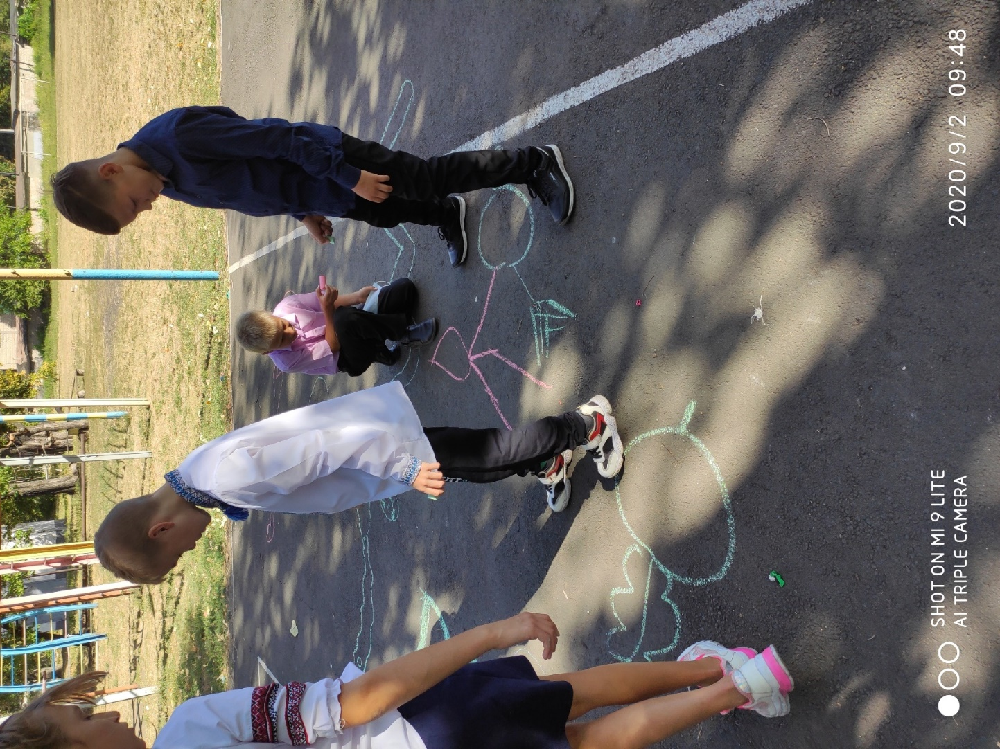 SHOT ON MI 9 LITE
AI TRIPLE CAMERA
2020/9/2 09:48